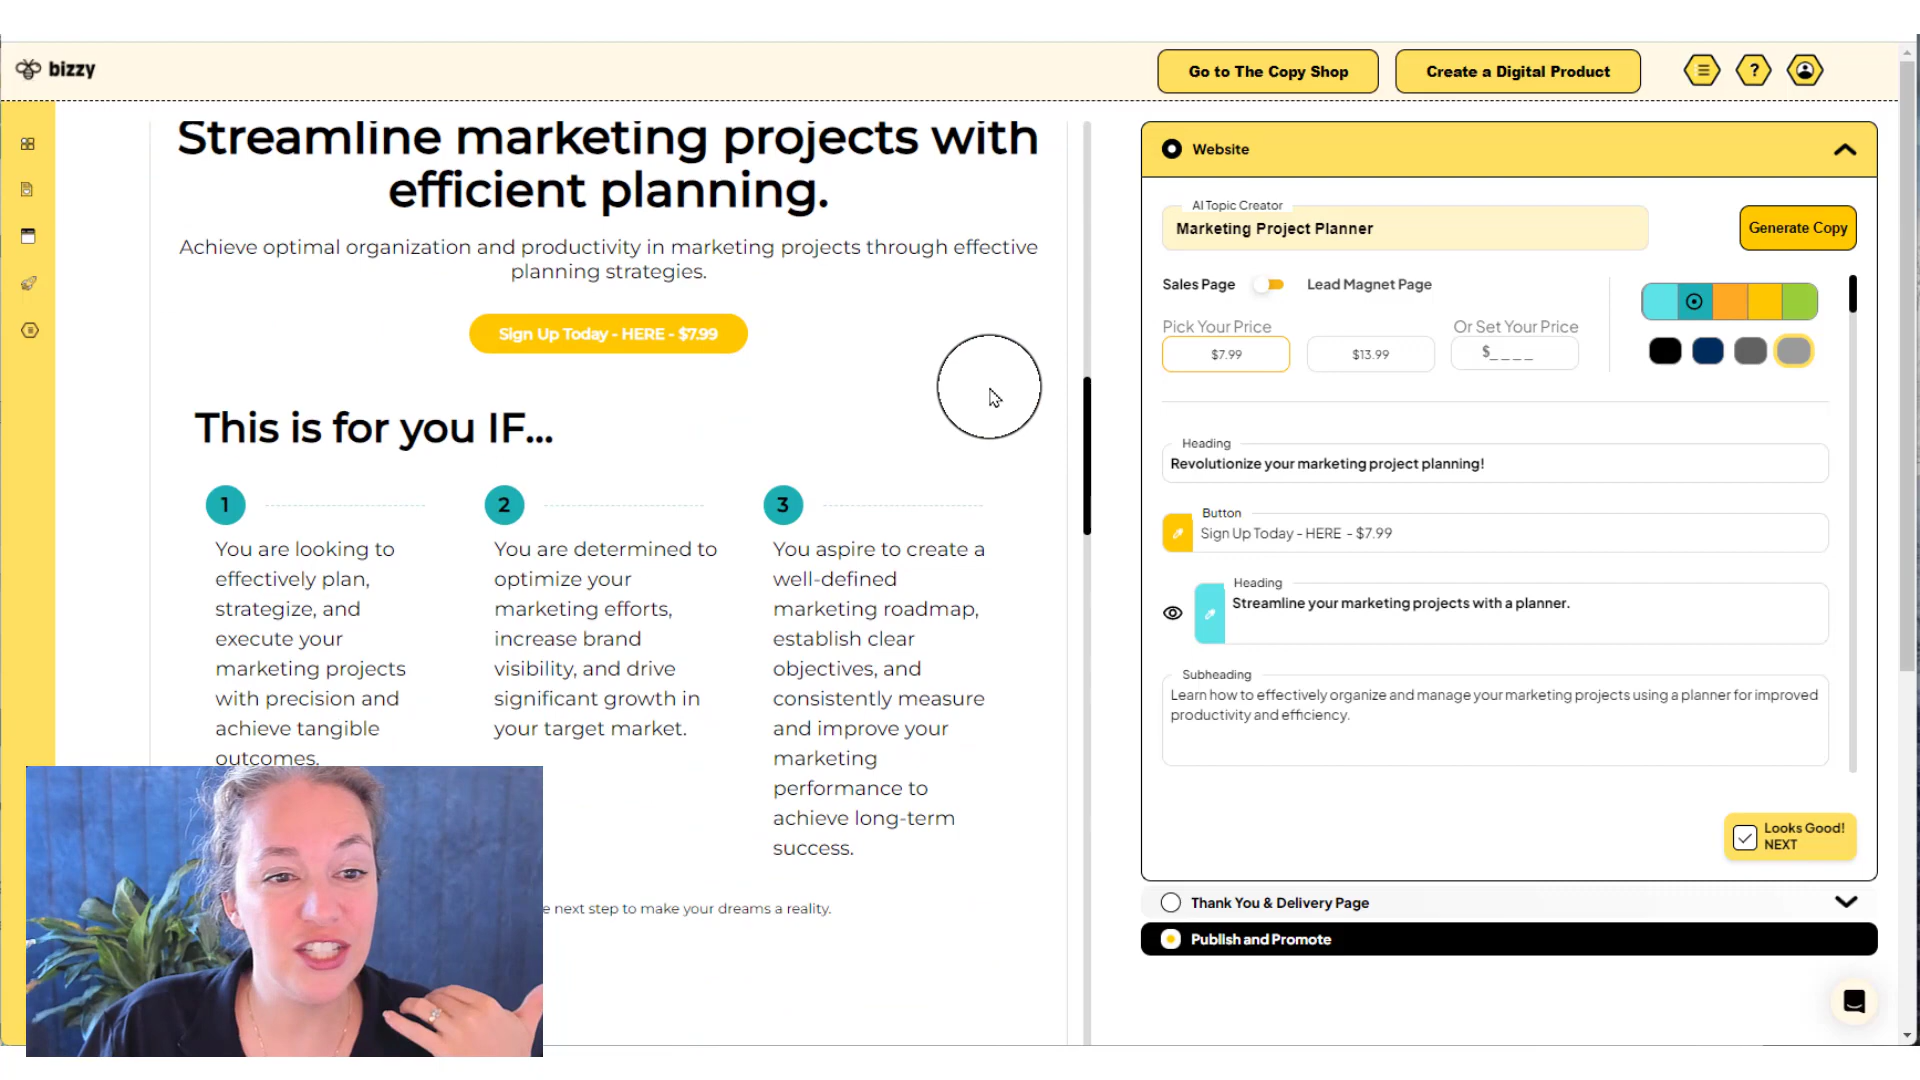 bizzy
Go to The Copy Shop
Create a Digital Product
?
Streamline marketing projects with
efficient planning.
Achieve optimal organization and productivity in marketing projects through effective
planning strategies.
Sign Up Today - HERE - $7.99
This is for you IF...
1
You are looking to
effectively plan,
strategize, and
execute your
marketing projects
with precision and
achieve tangible
outcomes.
2
You are determined to
optimize your
marketing efforts,
increase brand
visibility, and drive
significant growth in
your target market.
3
You aspire to create a
well-defined
marketing roadmap,
establish clear
objectives, and
consistently measure
and improve your
marketing
performance to
achieve long-term
success.
next step to make your dreams a reality.
Website
AI Topic Creator
Marketing Project Planner
Generate Copy
Sales Page
Lead Magnet Page
Pick Your Price
Or Set Your Price
$7.99
$13.99
$____
Heading
Revolutionize your marketing project planning!
Button
Sign Up Today - HERE - $7.99
Heading
Streamline your marketing projects with a planner.
Subheading
Learn how to effectively organize and manage your marketing projects using a planner for improved
productivity and efficiency.
Looks Good!
NEXT
Thank You & Delivery Page
Publish and Promote